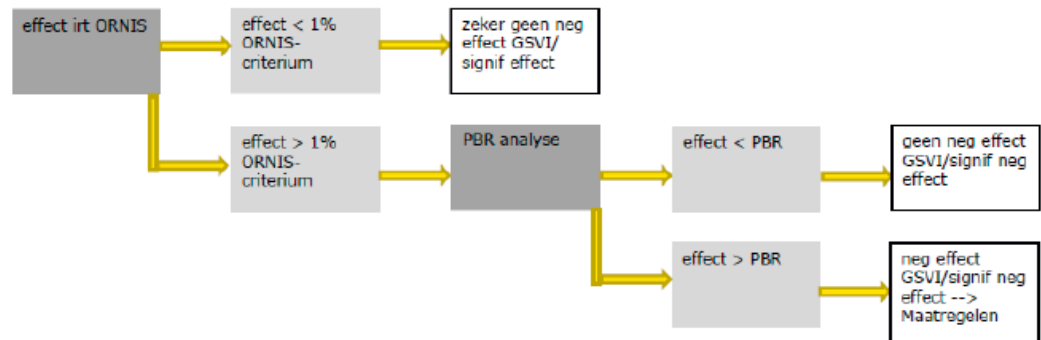 effect irt ORNIS
effect < 1%
ORNIS-
criterium
zeker geen neg
effect GSVI/
signif effect
effect > 1%
ORNIS-
criterium
PBR analyse
effect < PBR
geen neg effect
GSVI/signif neg
effect
effect > PBR
neg effect
GSVI/signif neg
effect -->
Maatregelen